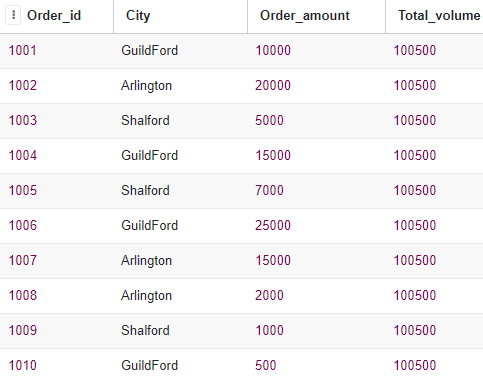 Order_id City Order_amount Total_volume
1001 GuildFord 10000 100500
1002 Arlington 20000 100500
1003 Shalford 5000 100500
1004 GuildFord 15000 100500
1005 Shalford 7000 100500
1006 GuildFord 25000 100500
1007 Arlington 15000 100500
1008 Arlington 2000 100500
1009 Shalford 1000 100500
1010 GuildFord 500 100500